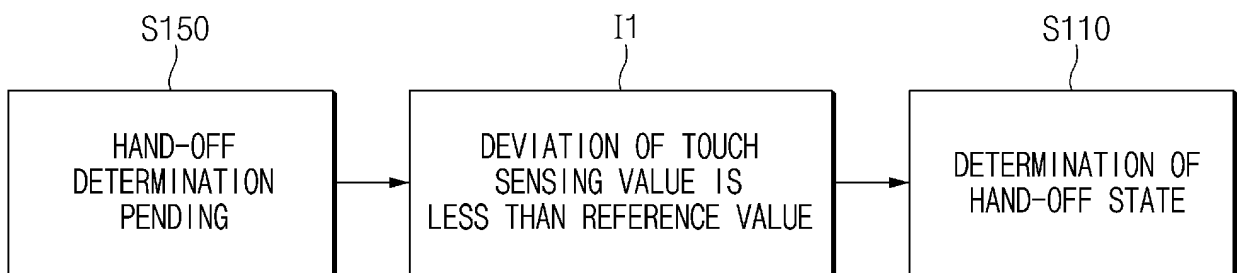 S150
I1
S110
HAND-OFF
DETERMINATION
PENDING
DEVIATION OF TOUCH
SENSING VALUE IS
LESS THAN REFERENCE VALUE
DETERMINATION OF
HAND-OFF STATE